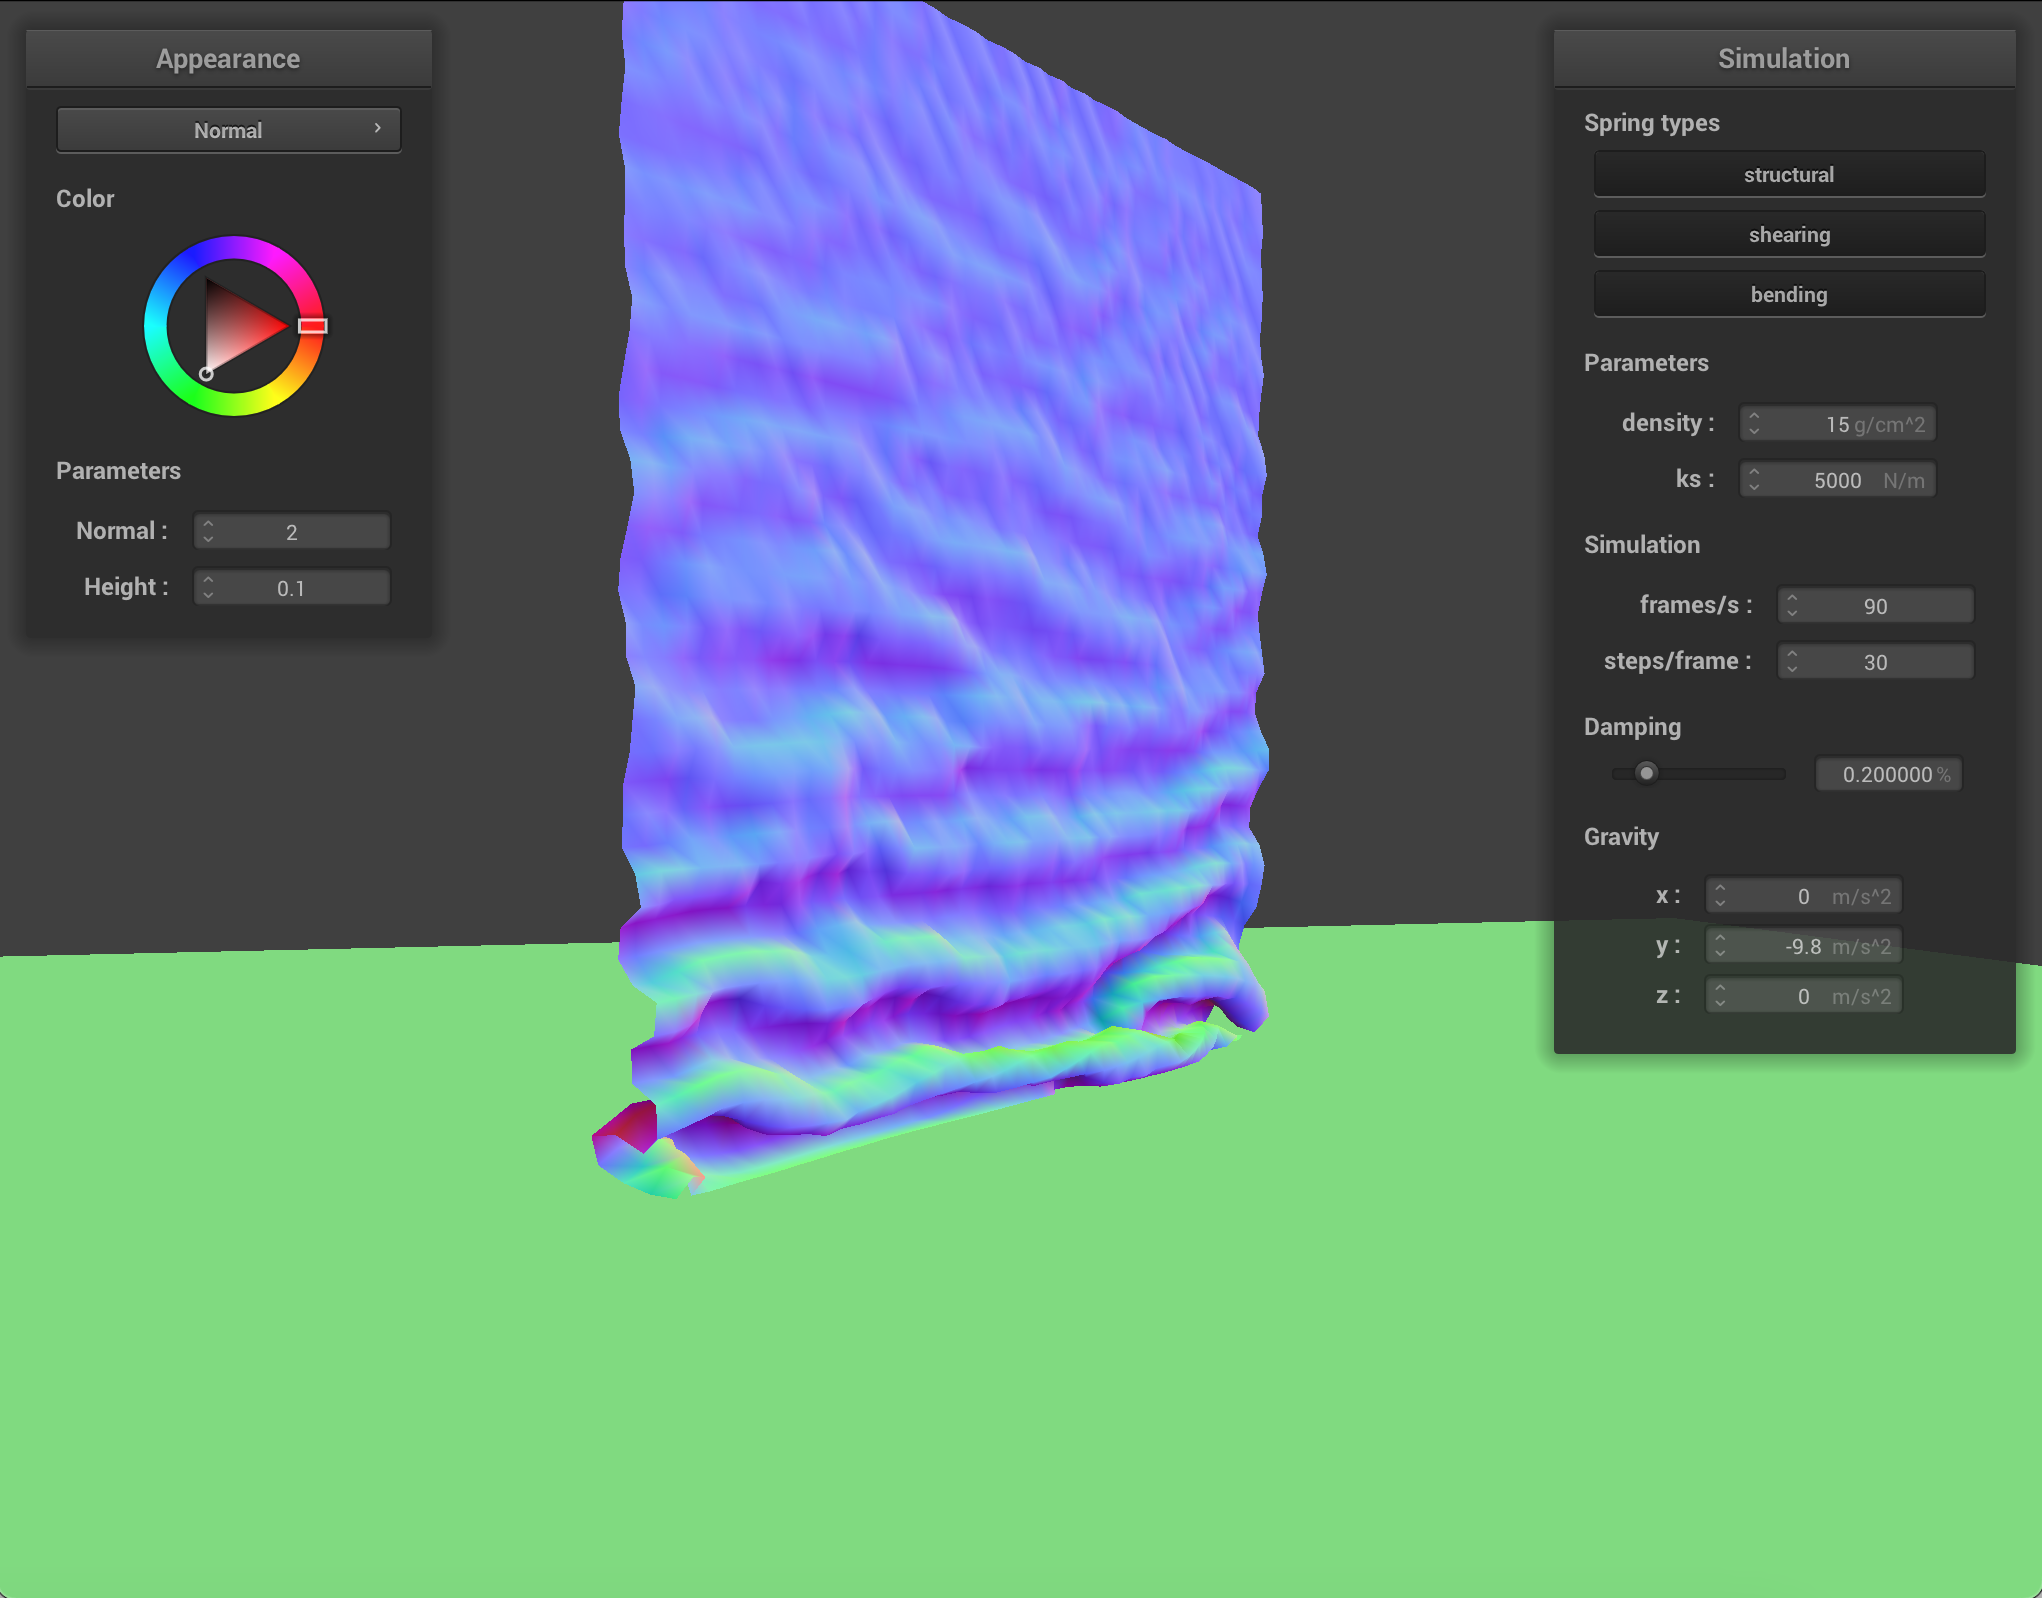 Appearance
Normal
Color
Parameters
Normal : 2
Height : 0.1
Simulation
Spring types
structural
shearing
bending
Parameters
density : 15 g/cm^2
ks : 5000 N/m
Simulation
frames/s : 90
steps/frame : 30
Damping
0.200000 %
Gravity
x : 0 m/s^2
y : -9.8 m/s^2
z : 0 m/s^2